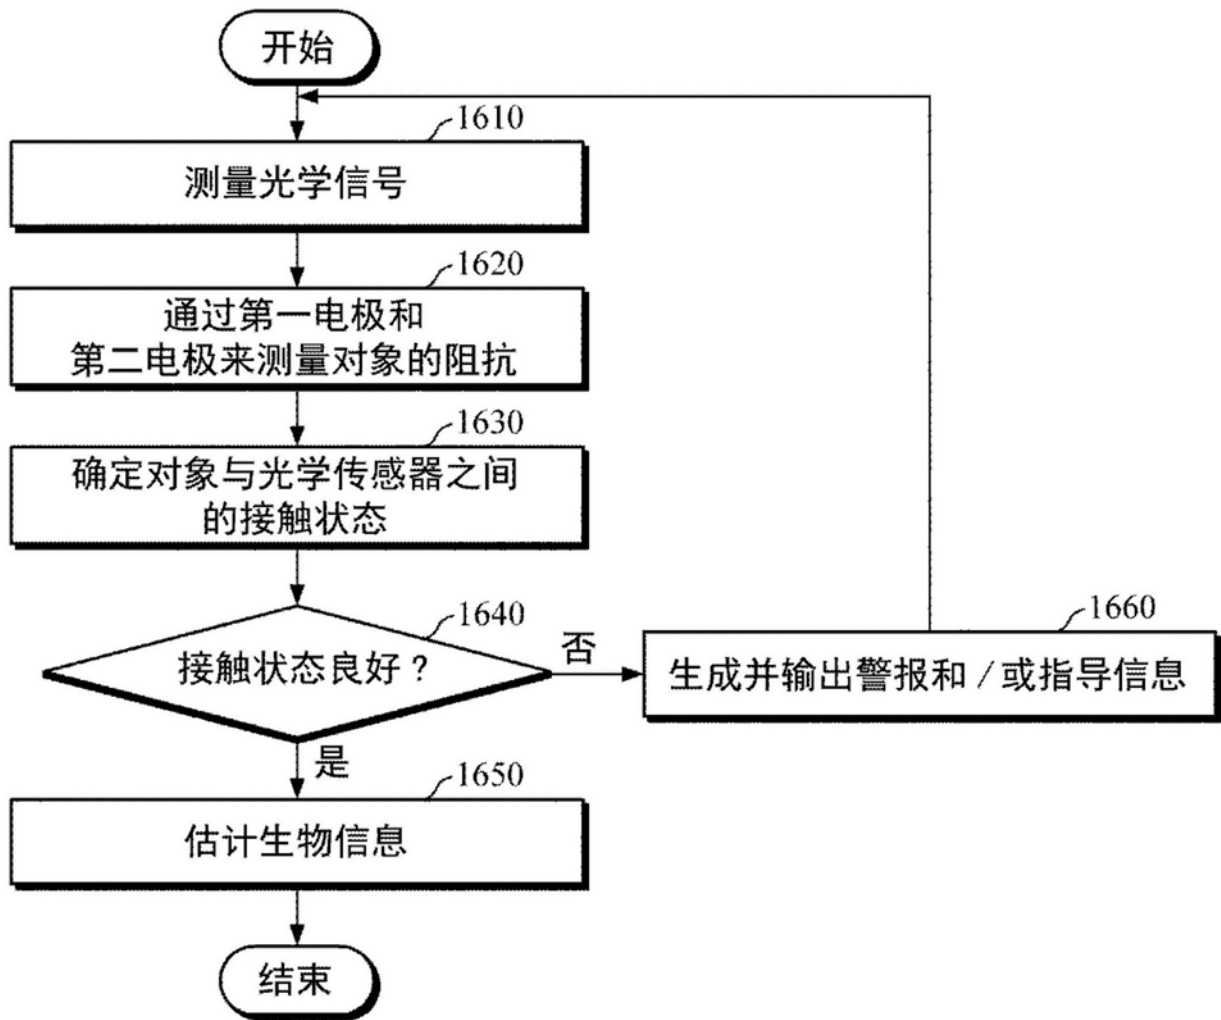 开始
1610
测量光学信号
1620
通过第一电极和
第二电极来测量对象的阻抗
1630
确定对象与光学传感器之间
的接触状态
1640
接触状态良好？
否
1660
生成并输出警报和/或指导信息
是
1650
估计生物信息
结束